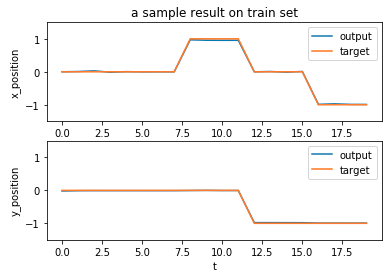 a sample result on train set
output
target
x_position
1
0
−1
0.0 2.5 5.0 7.5 10.0 12.5 15.0 17.5
output
target
y_position
1
0
−1
0.0 2.5 5.0 7.5 10.0 12.5 15.0 17.5
t